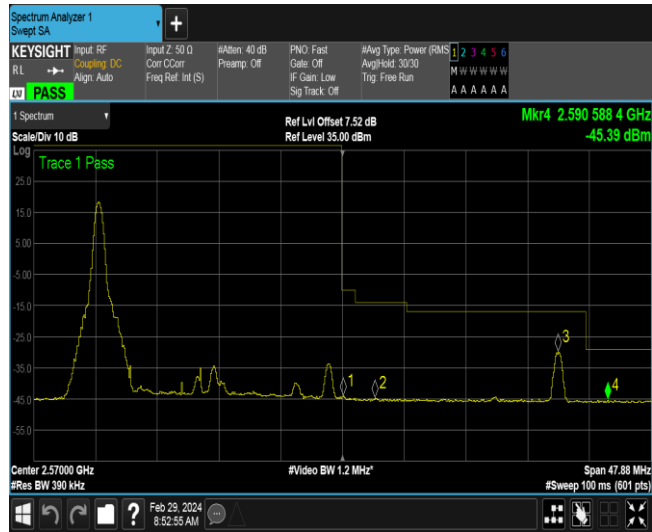 Spectrum Analyzer 1
Swept SA
KEYSIGHT
RL
LXI PASS
Input: RF
Coupling: DC
Align: Auto
Input Z: 50 Ω
Corr CCorr
Freq Ref: Int (S)
#Atten: 40 dB
Preamp: Off
PNO: Fast
Gate: Off
IF Gain: Low
Sig Track: Off
#Avg Type: Power (RMS
Avg|Hold: 30/30
Trig: Free Run
1 2 3 4 5 6
M W W W W W
A A A A A A
1 Spectrum
Scale/Div 10 dB
Ref Lvl Offset 7.52 dB
Ref Level 35.00 dBm
Mkr4 2.590 588 4 GHz
-45.39 dBm
Log
Trace 1 Pass
25.0
15.0
5.00
-5.00
-15.0
-25.0
-35.0
-45.0
-55.0
1
2
3
4
Center 2.57000 GHz
#Res BW 390 kHz
#Video BW 1.2 MHz*
Span 47.88 MHz
#Sweep 100 ms (601 pts)
?
Feb 29, 2024
8:52:55 AM